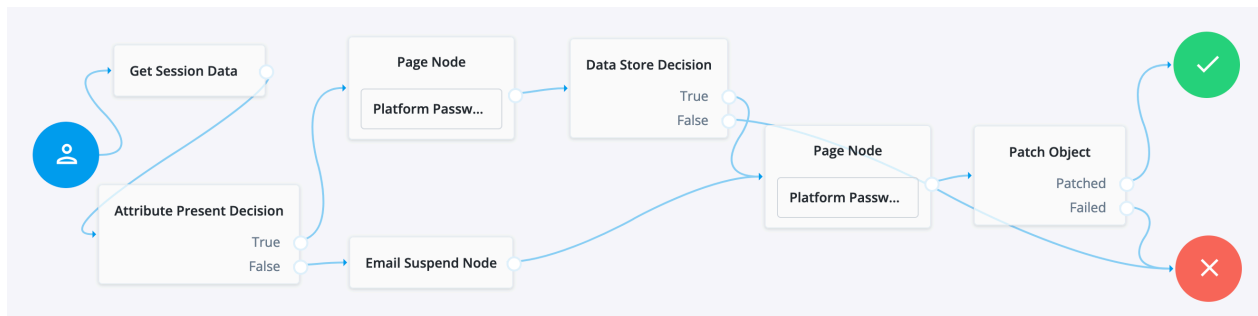 Get Session Data
Attribute Present Decision
True
False
Page Node
Platform Passw...
Email Suspend Node
Data Store Decision
True
False
Page Node
Platform Passw...
Patch Object
Patched
Failed